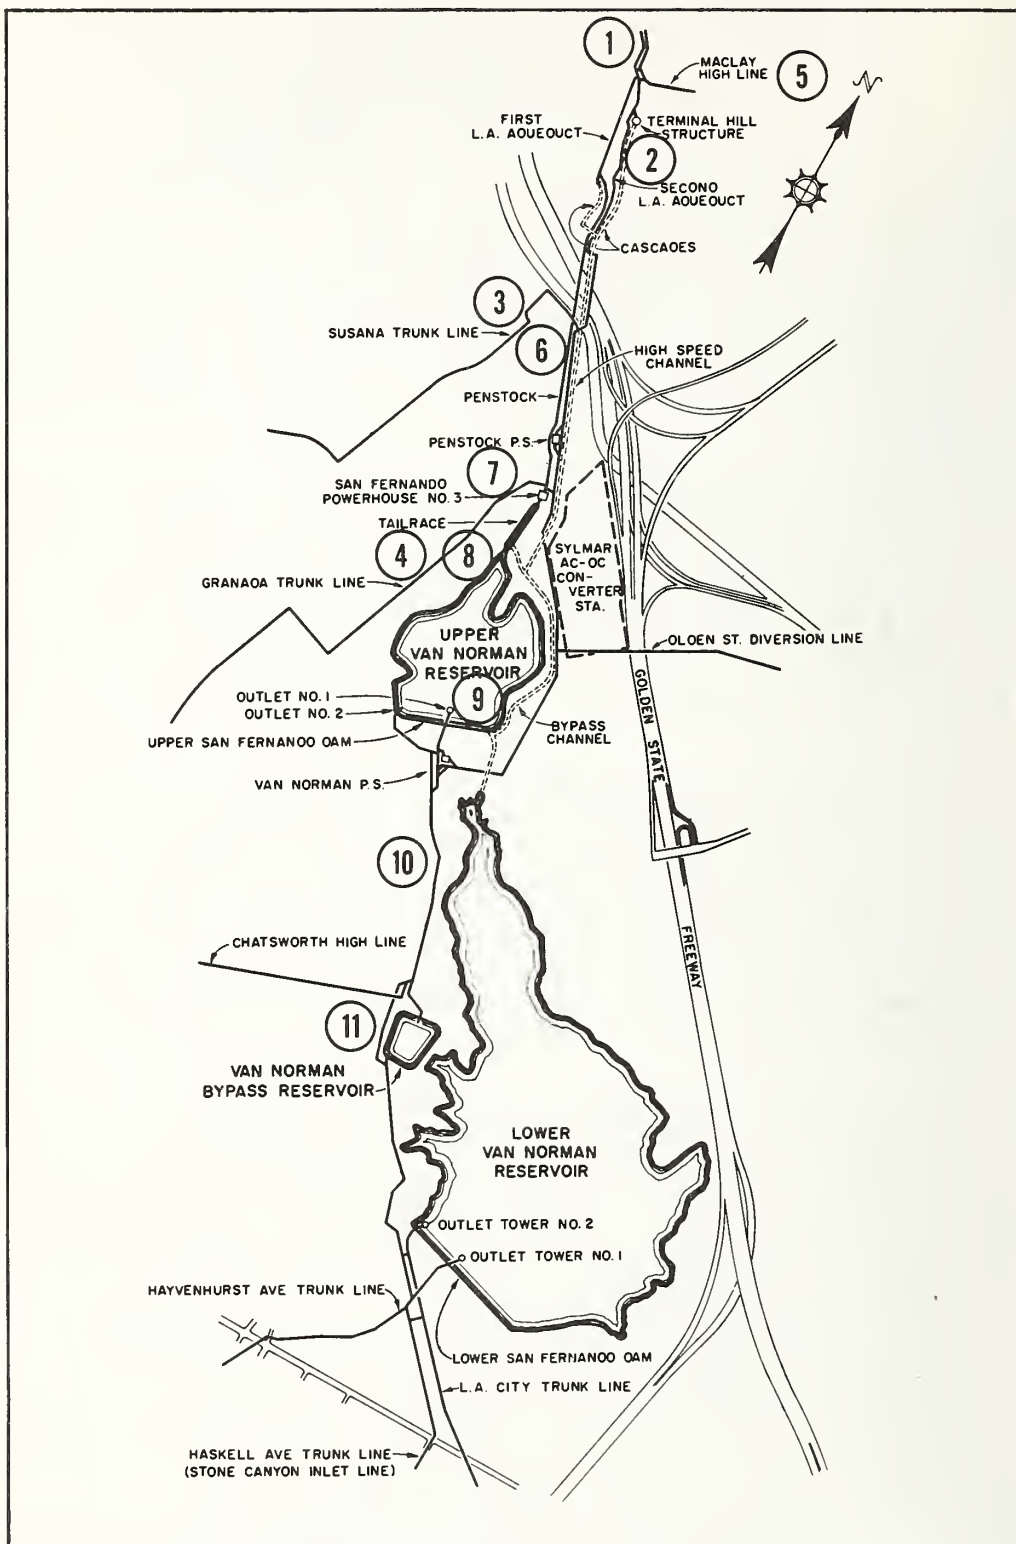 1
MACLAY
HIGH LINE
5
N
FIRST
L.A. AQUEOUCT
TERMINAL HILL
STRUCTURE
2
SECONO
L.A. AQUEOUCT
CASCAOES
3
SUSANA TRUNK LINE
6
HIGH SPEED
CHANNEL
PENSTOCK
PENSTOCK P.S.
7
SAN FERNANDO
POWERHOUSE NO. 3
TAILRACE
4
8
GRANAOA TRUNK LINE
SYLMAR
AC-OC
CON-
VERTER
STA.
UPPER
VAN NORMAN
RESERVOIR
OLOEN ST. DIVERSION LINE
9
OUTLET NO. 1
OUTLET NO. 2
UPPER SAN FERNANOO OAM
BYPASS
CHANNEL
GOLDEN STATE
VAN NORMAN P.S.
10
CHATSWORTH HIGH LINE
FREEWAY
11
VAN NORMAN
BYPASS RESERVOIR
LOWER
VAN NORMAN
RESERVOIR
OUTLET TOWER NO. 2
OUTLET TOWER NO. 1
HAYVENHURST AVE TRUNK LINE
LOWER SAN FERNANOO OAM
L.A. CITY TRUNK LINE
HASKELL AVE TRUNK LINE
(STONE CANYON INLET LINE)